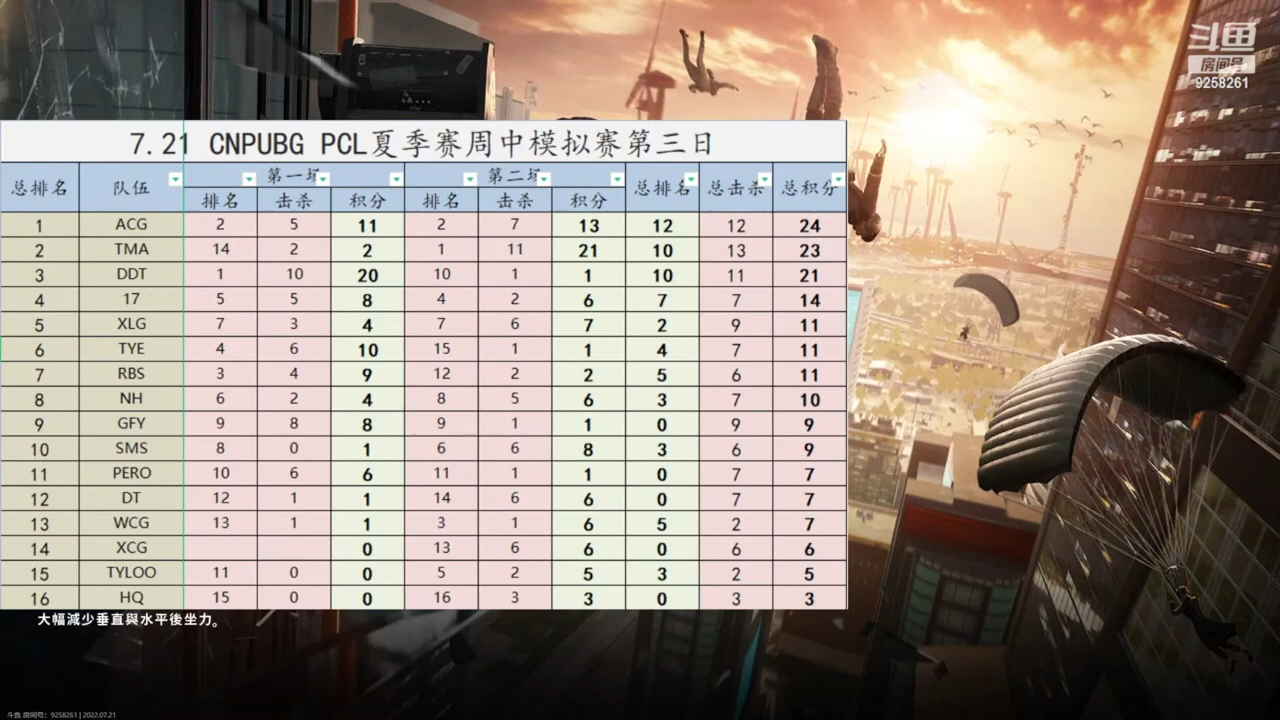 斗鱼
房间号
9258261
7.21 CNPUBG PCL夏季赛周中模拟赛第三日
总排名 队伍 第一场 第二场 总排名 总击杀 总积分
排名 击杀 积分 排名 击杀 积分
1 ACG 2 5 11 2 7 13 12 12 24
2 TMA 14 2 2 1 11 21 10 13 23
3 DDT 1 10 20 10 1 1 10 11 21
4 17 5 5 8 4 2 6 7 7 14
5 XLG 7 3 4 7 6 7 2 9 11
6 TYE 4 6 10 15 1 1 4 7 11
7 RBS 3 4 9 12 2 2 5 6 11
8 NH 6 2 4 8 5 6 3 7 10
9 GFY 9 8 8 9 1 1 0 9 9
10 SMS 8 0 1 6 6 8 3 6 9
11 PERO 10 6 6 11 1 1 0 7 7
12 DT 12 1 1 14 6 6 0 7 7
13 WCG 13 1 1 3 1 6 5 2 7
14 XCG 0 13 6 6 0 6 6
15 TYLOO 11 0 0 5 2 5 3 2 5
16 HQ 15 0 0 16 3 3 0 3 3
大幅減少垂直與水平後坐力。
斗鱼 房间号: 9258261 | 2022.07.21